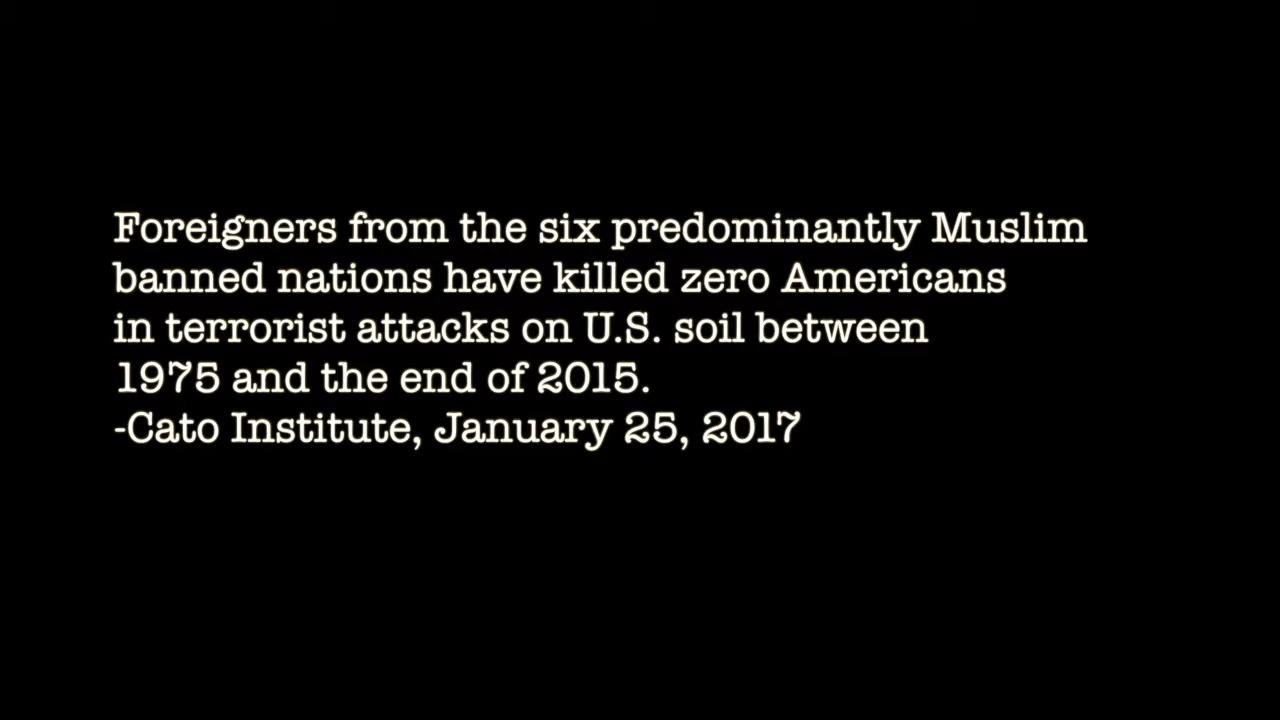 Foreigners from the six predominantly Muslim
banned nations have killed zero Americans
in terrorist attacks on U.S. soil between
1975 and the end of 2015.
-Cato Institute, January 25, 2017